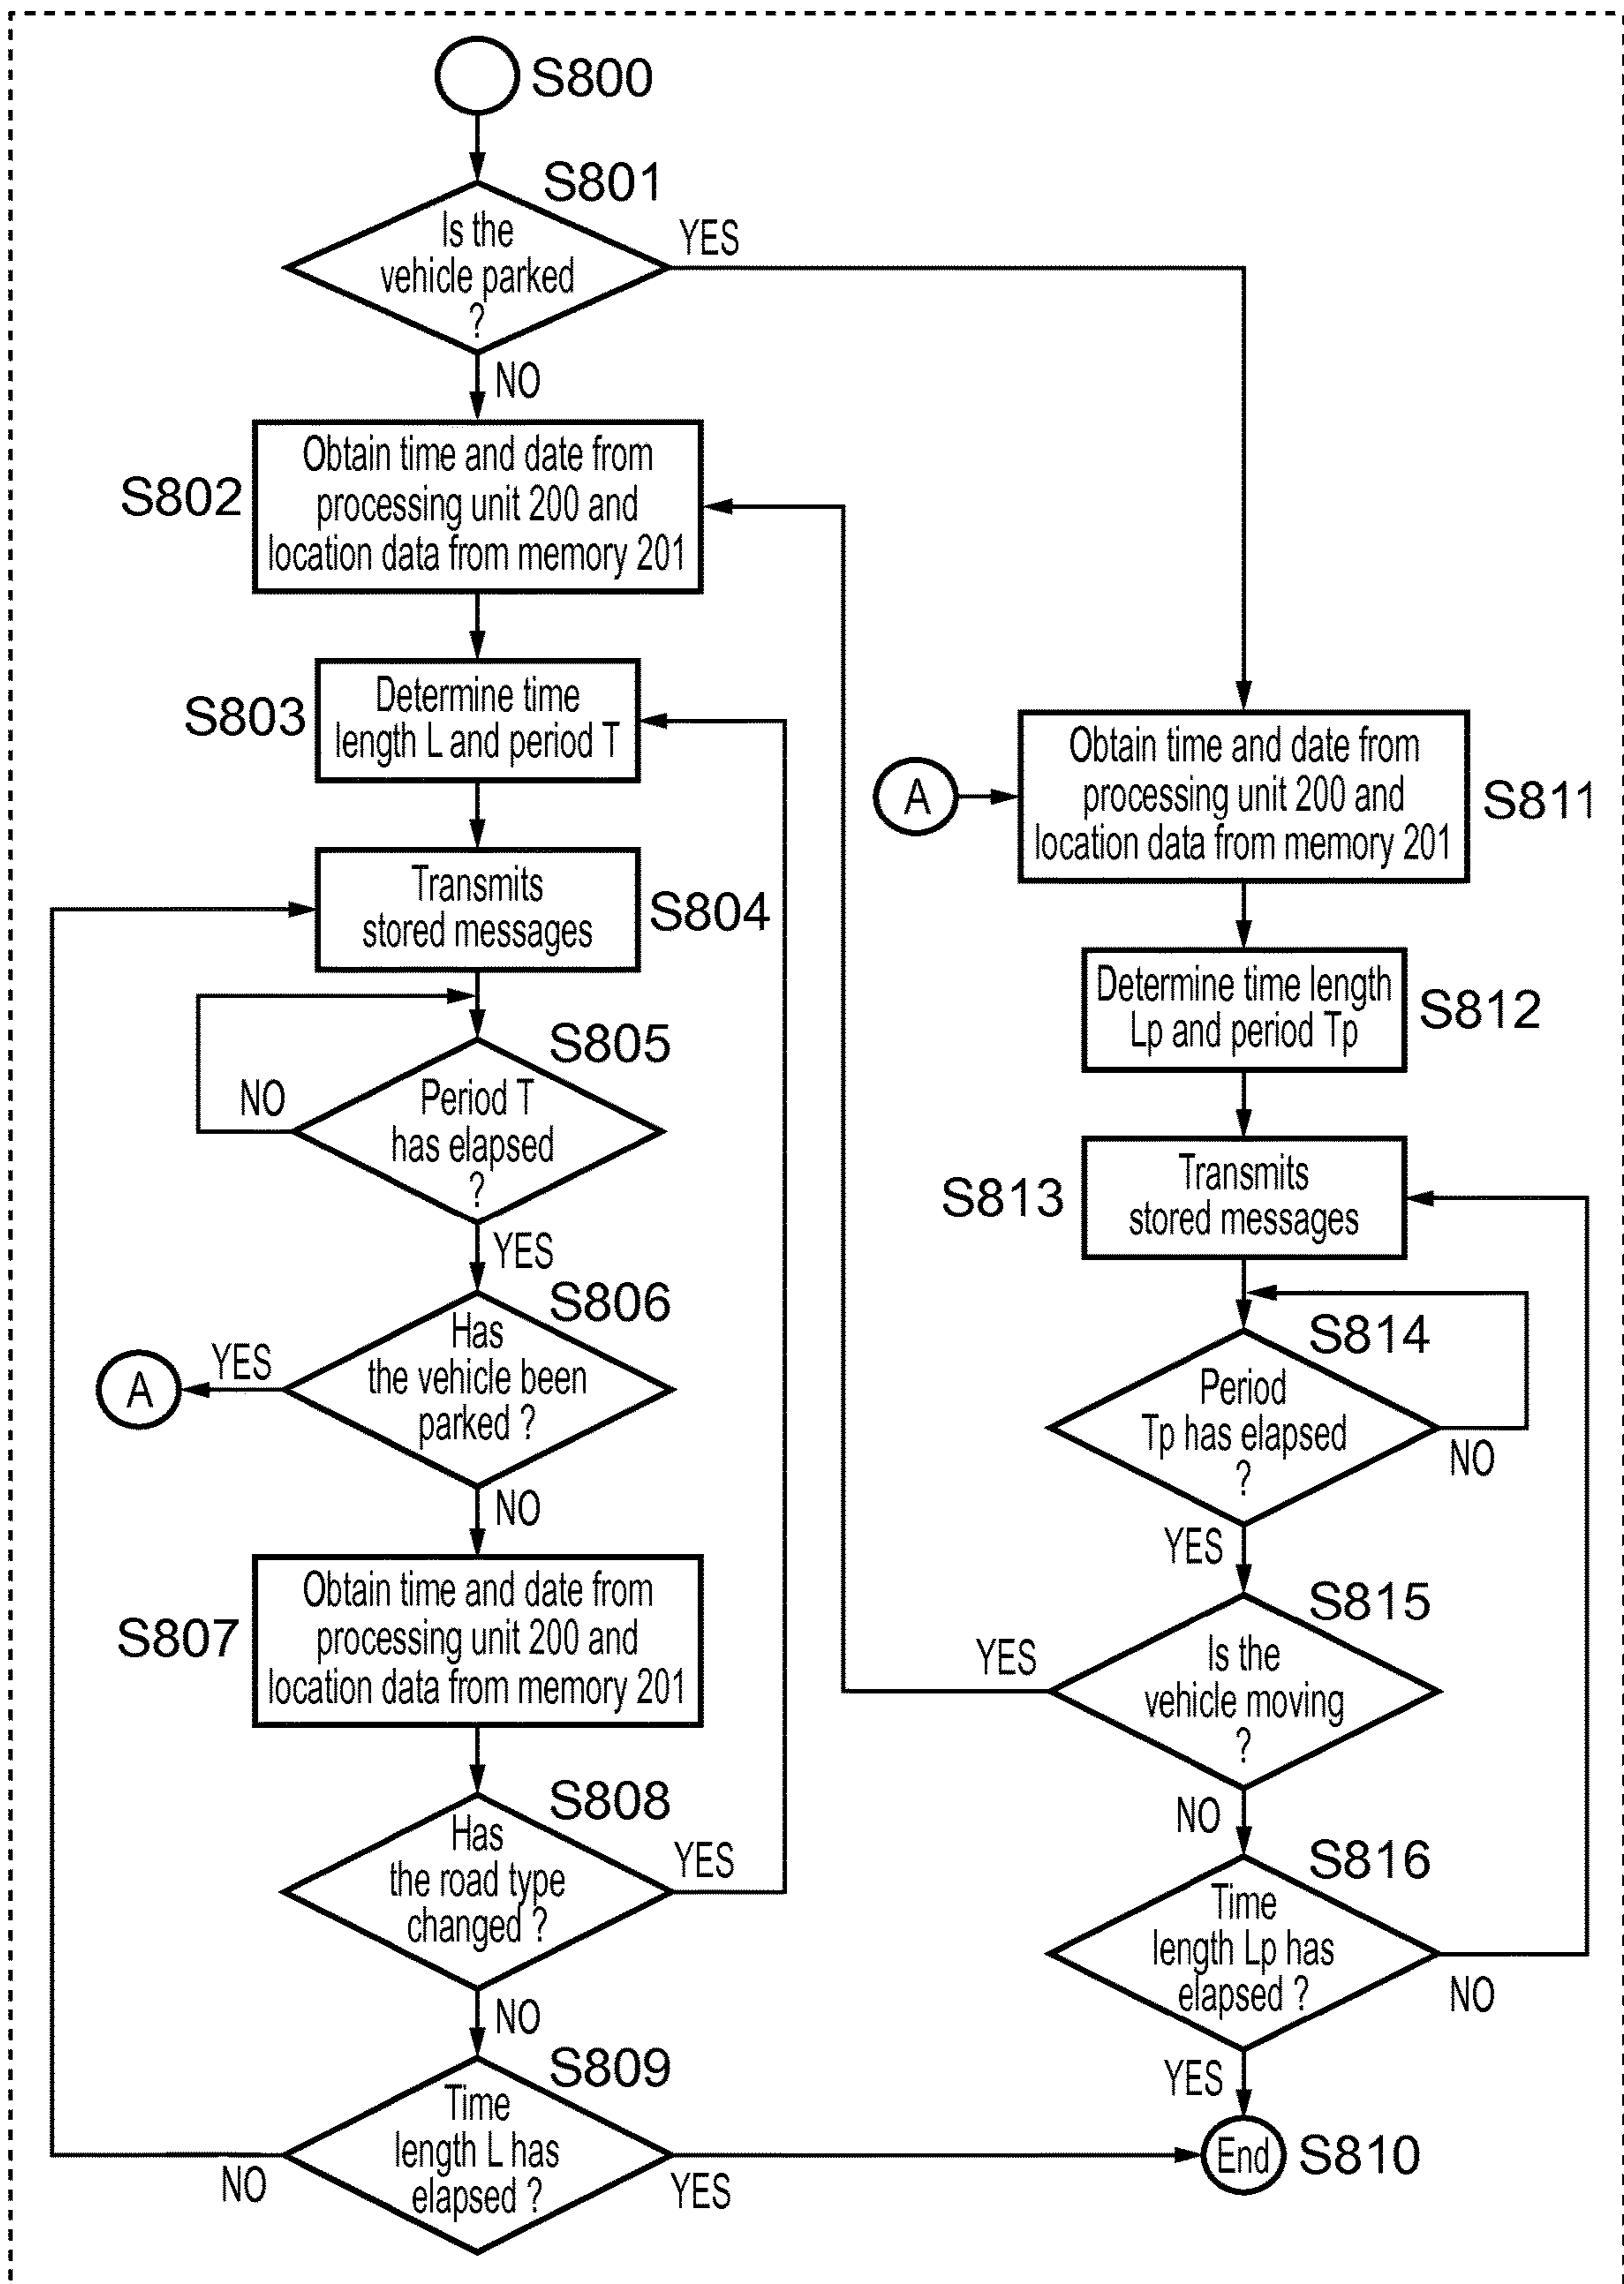 S800
S801
Is the
vehicle parked
?
YES
NO
S802
Obtain time and date from
processing unit 200 and
location data from memory 201
S803
Determine time
length L and period T
Transmits
stored messages
S804
S805
Period T
has elapsed
?
NO
YES
S806
Has
the vehicle been
parked ?
YES
A
NO
S807
Obtain time and date from
processing unit 200 and
location data from memory 201
S808
Has
the road type
changed ?
YES
NO
S809
Time
length L has
elapsed ?
NO
YES
A
Obtain time and date from
processing unit 200 and
location data from memory 201
S811
Determine time length
Lp and period Tp
S812
S813
Transmits
stored messages
S814
Period
Tp has elapsed
?
NO
YES
S815
Is the
vehicle moving
?
YES
NO
S816
Time
length Lp has
elapsed ?
NO
YES
End
S810